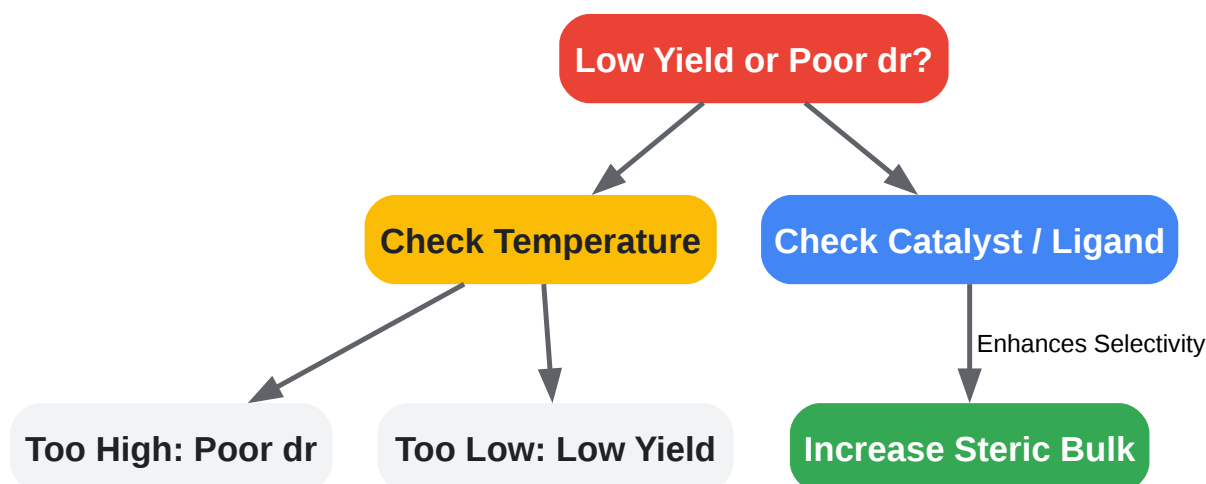 Low Yield or Poor dr?
Check Temperature
Check Catalyst / Ligand
Enhances Selectivity
Too High: Poor dr
Too Low: Low Yield
Increase Steric Bulk